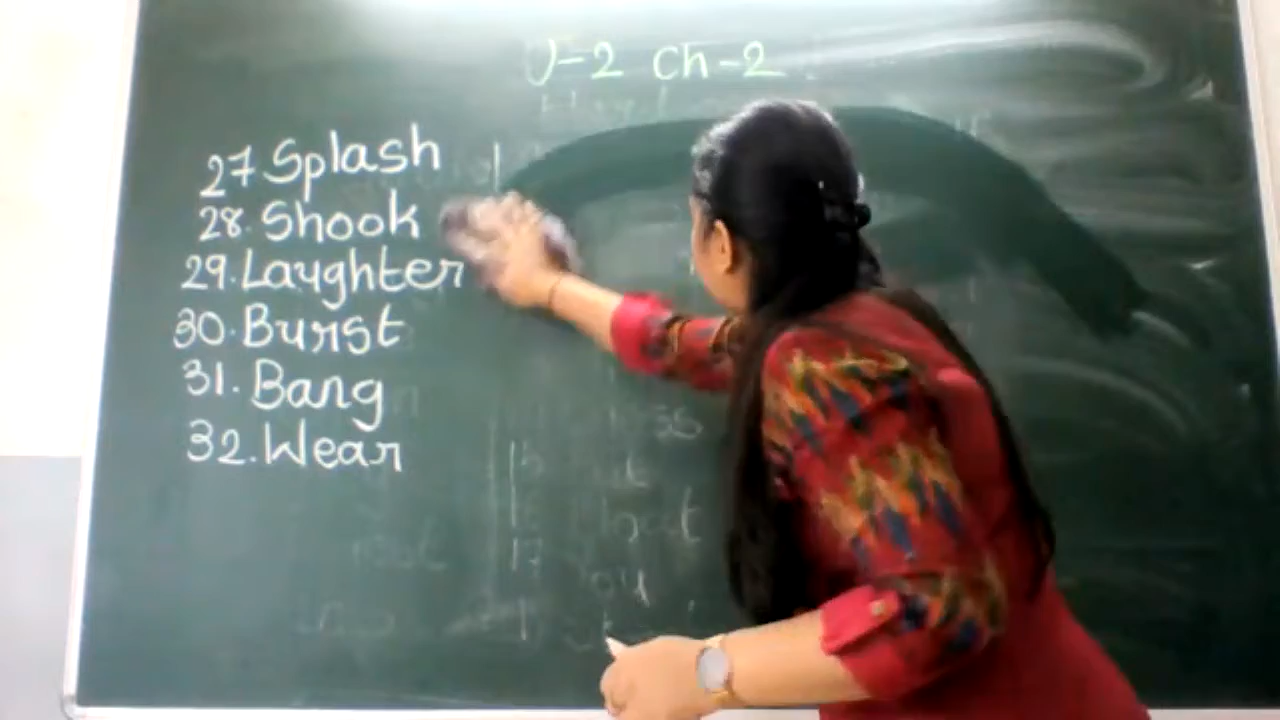 U-2 Ch-2
27 Splash
28. Shook
29. Laughter
30. Burst
31. Bang
32. Wear